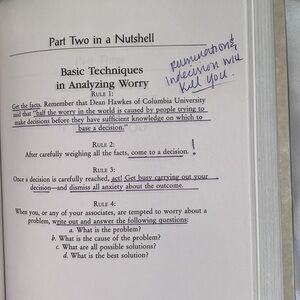 Part Two in a Nutshell
rumination &
indecision will
kill you.
Basic Techniques
in Analyzing Worry
RULE 1:
Get the facts. Remember that Dean Hawkes of Columbia University
said that "half the worry in the world is caused by people trying to
make decisions before they have sufficient knowledge on which to
base a decision."
RULE 2:
After carefully weighing all the facts, come to a decision. !
RULE 3:
Once a decision is carefully reached, act! Get busy carrying out your
decision—and dismiss all anxiety about the outcome.
RULE 4:
When you, or any of your associates, are tempted to worry about a
problem, write out and answer the following questions:
a. What is the problem?
b. What is the cause of the problem?
c. What are all possible solutions?
d. What is the best solution?